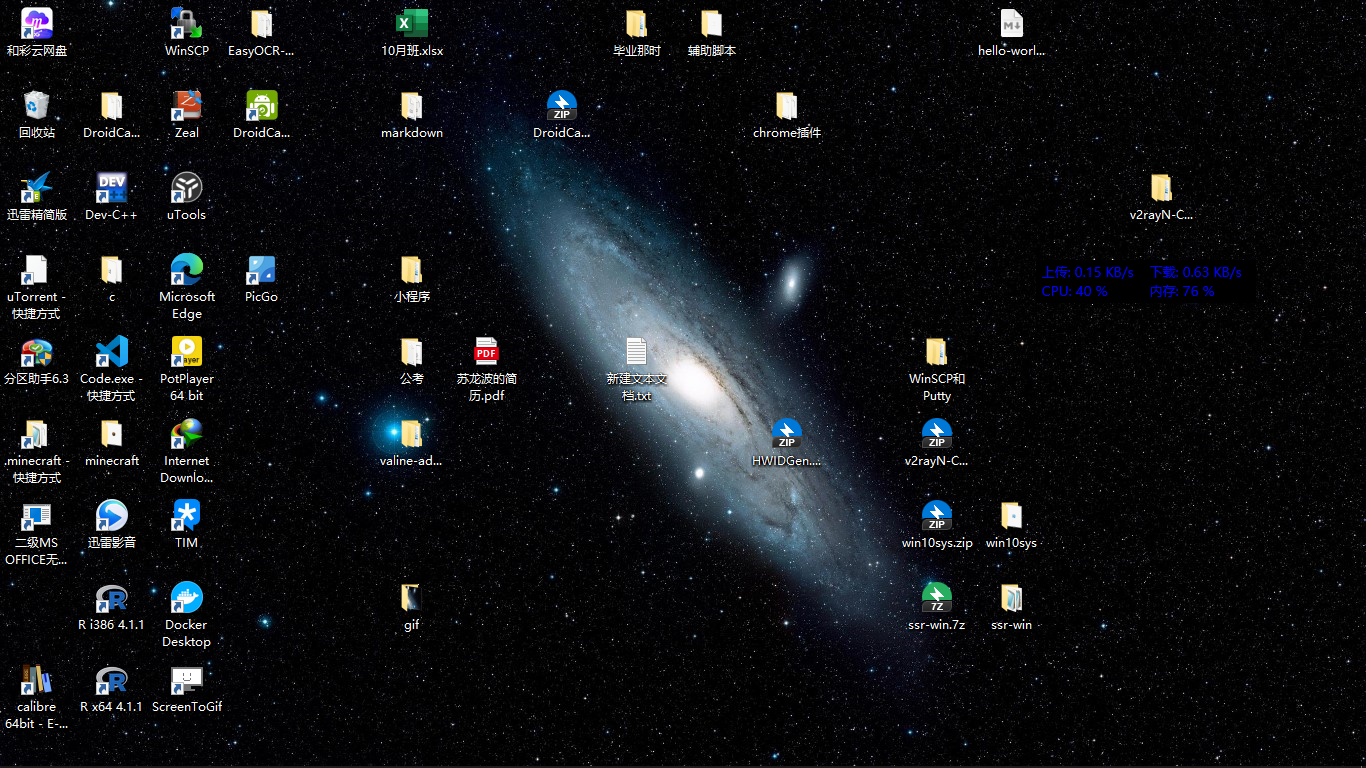 和彩云网盘
WinSCP
EasyOCR-...
10月班.xlsx
毕业那时
辅助脚本
M
hello-worl...
回收站
DroidCa...
Zeal
DroidCa...
markdown
ZIP
DroidCa...
chrome插件
迅雷精简版
DEV
Dev-C++
uTools
v2rayN-C...
uTorrent -
快捷方式
c
Microsoft
Edge
PicGo
小程序
上传: 0.15 KB/s 下载: 0.63 KB/s
CPU: 40 % 内存: 76 %
分区助手6.3
Code.exe -
快捷方式
PotPlayer
64 bit
公考
PDF
苏龙波的简
历.pdf
新建文本文
档.txt
WinSCP和
Putty
.minecraft -
快捷方式
minecraft
Internet
Downlo...
valine-ad...
ZIP
HWIDGen....
ZIP
v2rayN-C...
二级MS
OFFICE无...
迅雷影音
TIM
ZIP
win10sys.zip
win10sys
R i386 4.1.1
Docker
Desktop
gif
7Z
ssr-win.7z
ssr-win
calibre
64bit - E-...
R x64 4.1.1
ScreenToGif